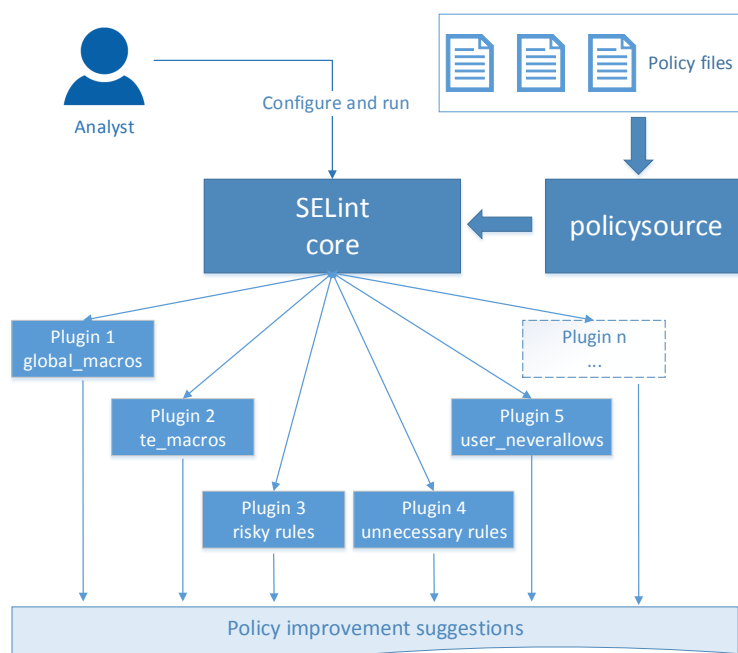 Policy files
Analyst
Configure and run
SELint
core
policysource
Plugin 1
global_macros
Plugin n
...
Plugin 2
te_macros
Plugin 5
user_neverallows
Plugin 3
risky rules
Plugin 4
unnecessary rules
Policy improvement suggestions